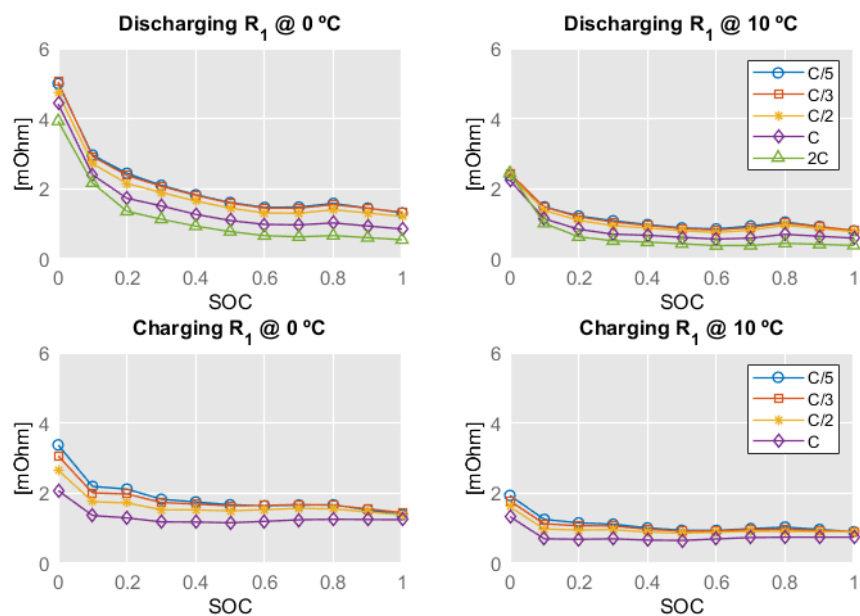 Discharging R1 @ 0 ºC
6
4
2
0
[mOhm]
0 0.2 0.4 0.6 0.8 1
SOC
Discharging R1 @ 10 ºC
6
4
2
0
[mOhm]
C/5
C/3
C/2
C
2C
0 0.2 0.4 0.6 0.8 1
SOC
Charging R1 @ 0 ºC
6
4
2
0
[mOhm]
0 0.2 0.4 0.6 0.8 1
SOC
Charging R1 @ 10 ºC
6
4
2
0
[mOhm]
C/5
C/3
C/2
C
0 0.2 0.4 0.6 0.8 1
SOC